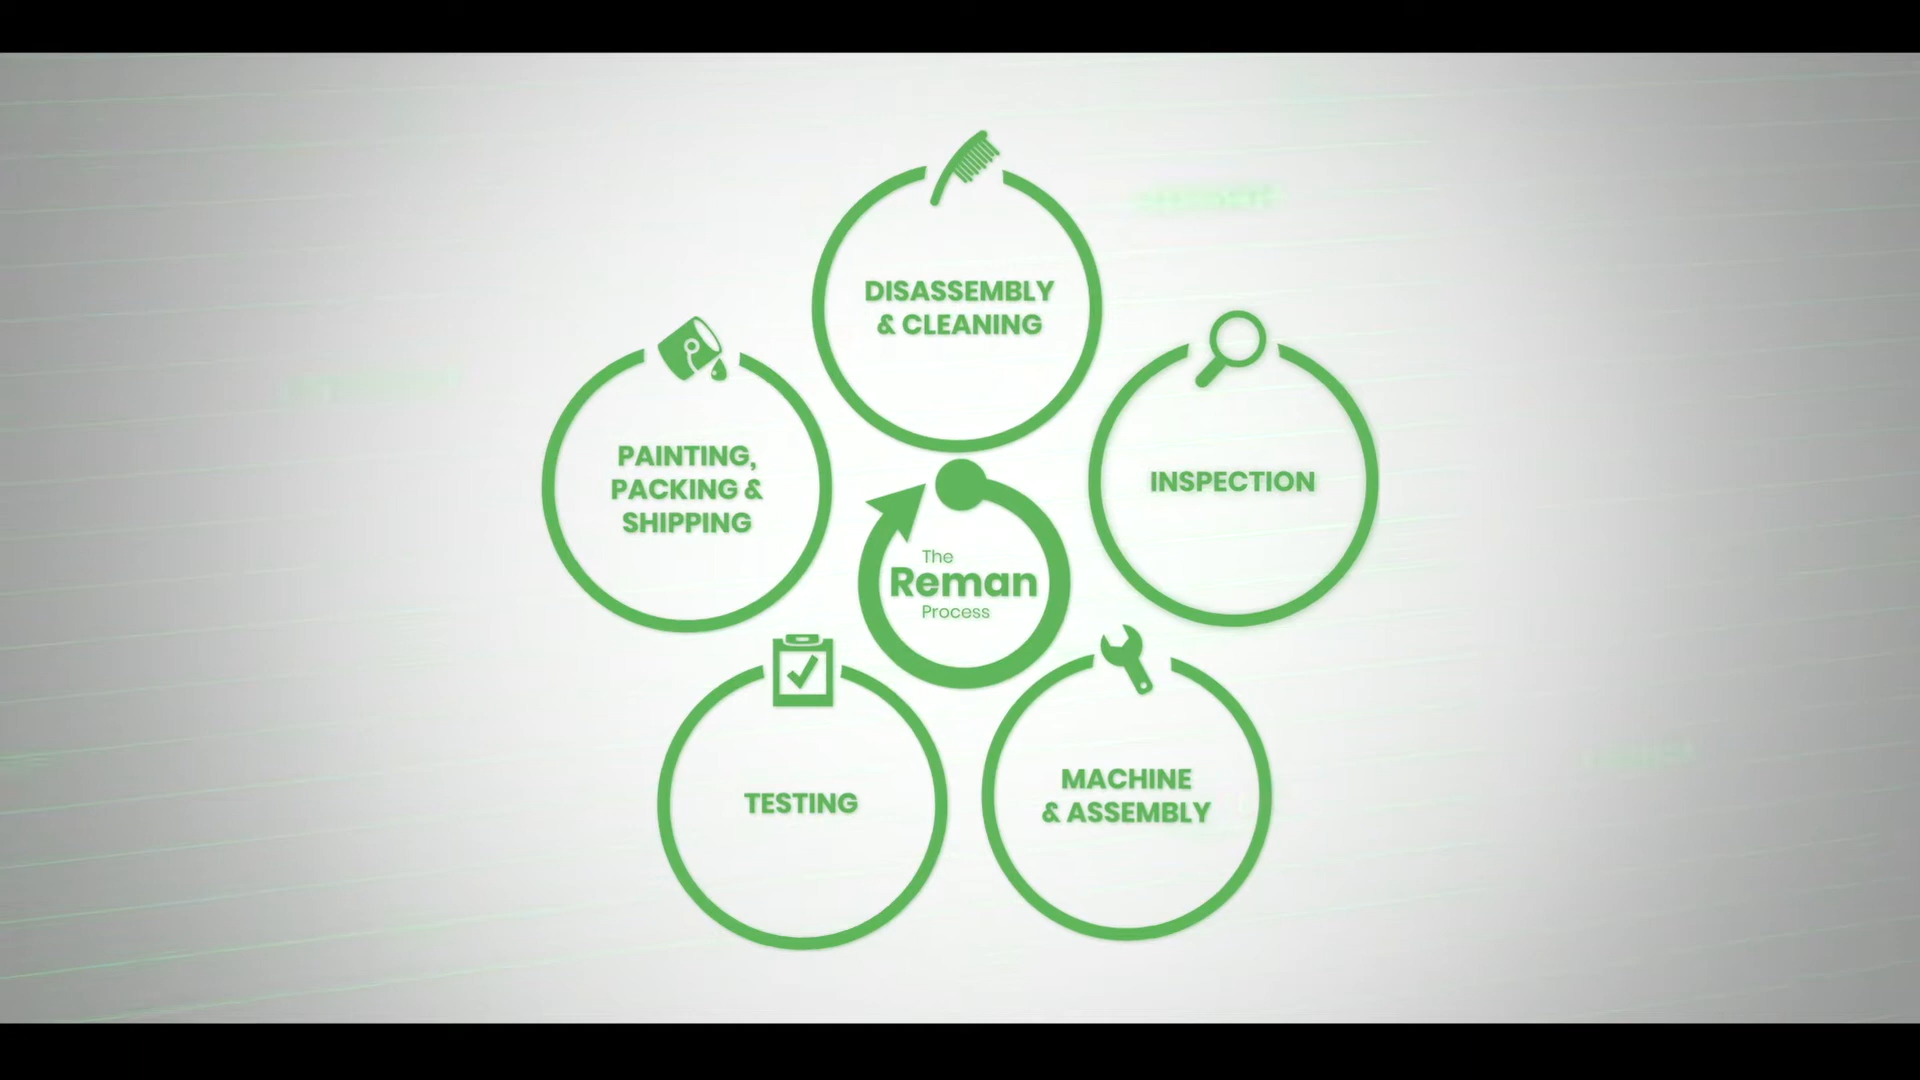 DISASSEMBLY
& CLEANING
INSPECTION
MACHINE
& ASSEMBLY
TESTING
PAINTING,
PACKING &
SHIPPING
The
Reman
Process